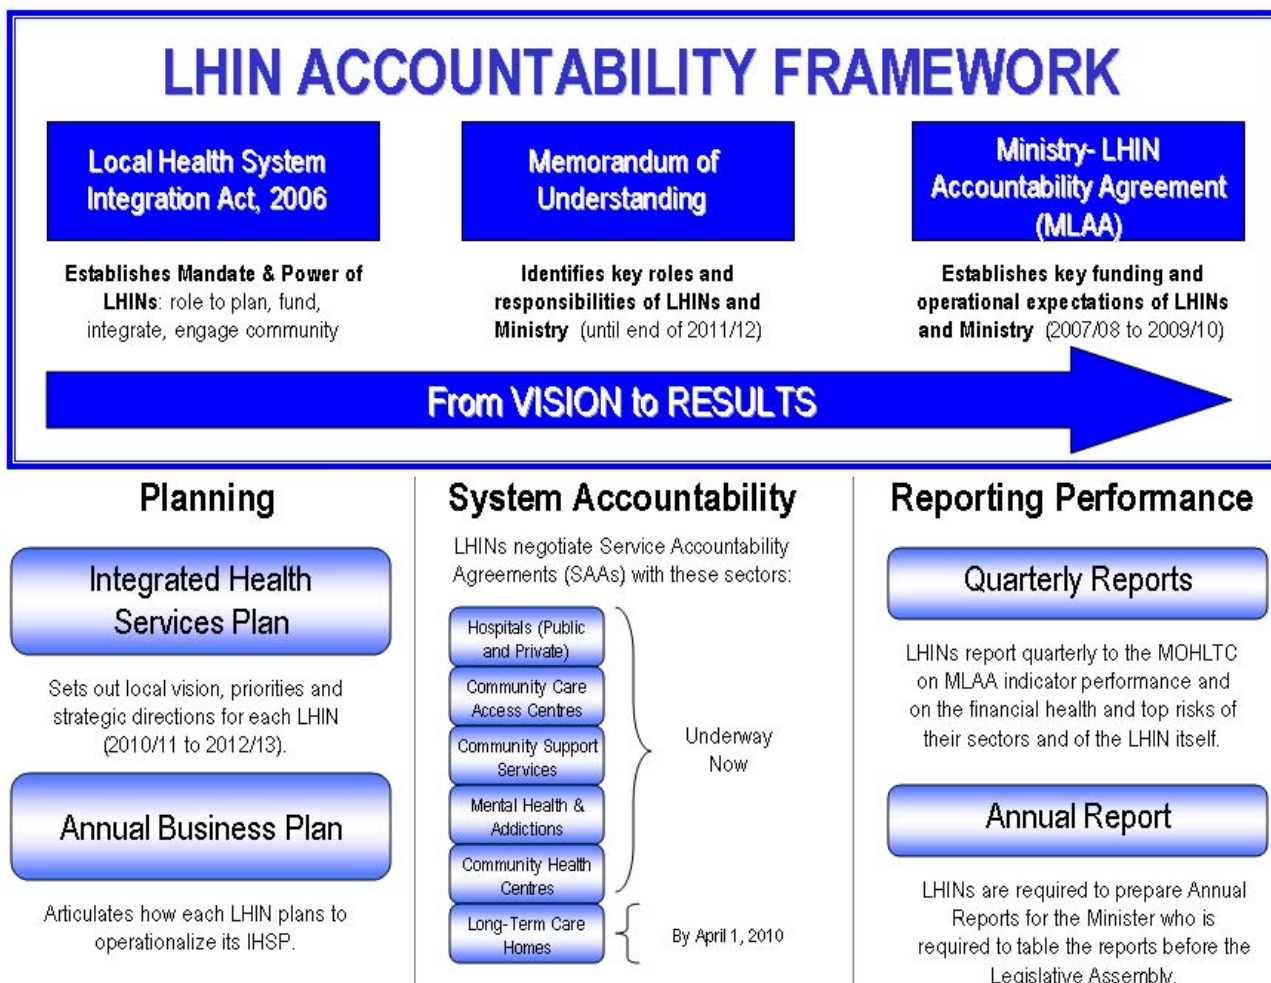 LHIN ACCOUNTABILITY FRAMEWORK
Local Health System
Integration Act, 2006
Establishes Mandate & Power of
LHINs: role to plan, fund,
integrate, engage community
Memorandum of
Understanding
Identifies key roles and
responsibilities of LHINs and
Ministry (until end of 2011/12)
Ministry- LHIN
Accountability Agreement
(MLAA)
Establishes key funding and
operational expectations of LHINs
and Ministry (2007/08 to 2009/10)
From VISION to RESULTS
Planning
Integrated Health
Services Plan
Sets out local vision, priorities and
strategic directions for each LHIN
(2010/11 to 2012/13).
Annual Business Plan
Articulates how each LHIN plans to
operationalize its IHSP.
System Accountability
LHINs negotiate Service Accountability
Agreements (SAAs) with these sectors:
Hospitals (Public
and Private)
Community Care
Access Centres
Community Support
Services
Mental Health &
Addictions
Community Health
Centres
Underway
Now
Long-Term Care
Homes
By April 1, 2010
Reporting Performance
Quarterly Reports
LHINs report quarterly to the MOHLTC
on MLAA indicator performance and
on the financial health and top risks of
their sectors and of the LHIN itself.
Annual Report
LHINs are required to prepare Annual
Reports for the Minister who is
required to table the reports before the
Legislative Assembly.